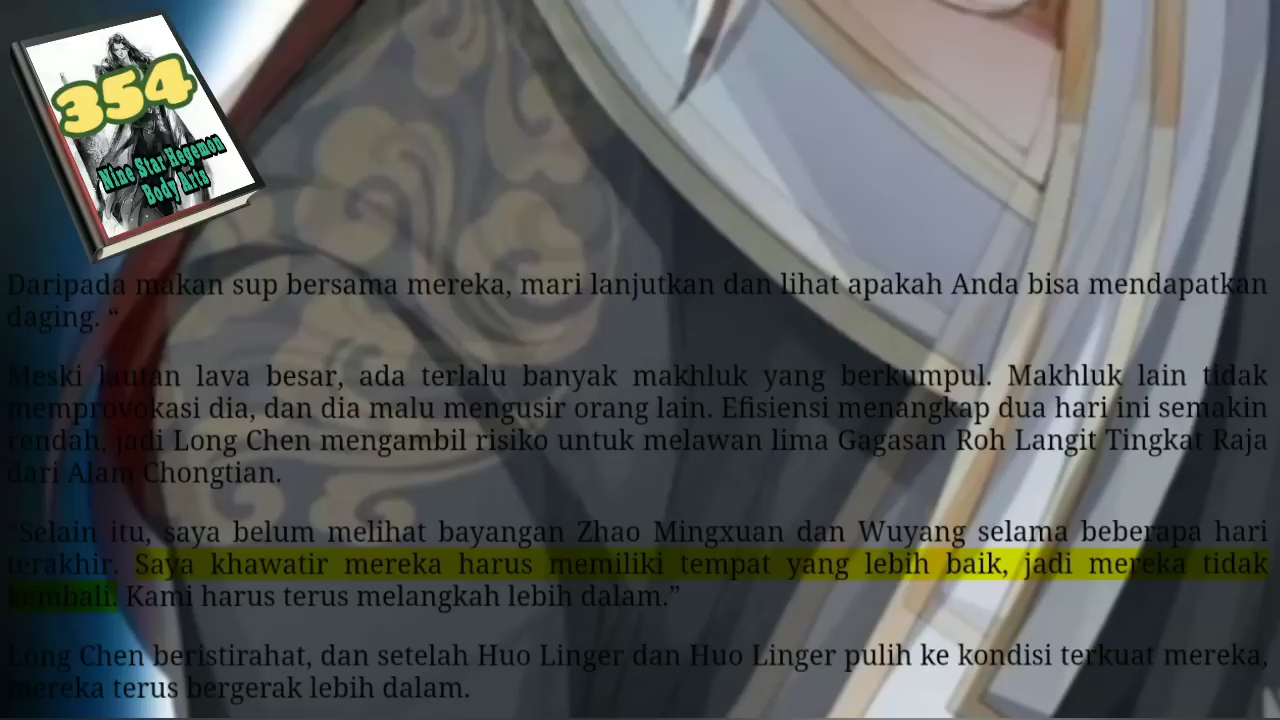 354
Nine Star Hegemon
Body Arts
Daripada makan sup bersama mereka, mari lanjutkan dan lihat apakah Anda bisa mendapatkan
daging. “
Meski lautan lava besar, ada terlalu banyak makhluk yang berkumpul. Makhluk lain tidak
memprovokasi dia, dan dia malu mengusir orang lain. Efisiensi menangkap dua hari ini semakin
rendah, jadi Long Chen mengambil risiko untuk melawan lima Gagasan Roh Langit Tingkat Raja
dari Alam Chongtian.
“Selain itu, saya belum melihat bayangan Zhao Mingxuan dan Wuyang selama beberapa hari
terakhir. Saya khawatir mereka harus memiliki tempat yang lebih baik, jadi mereka tidak
kembali. Kami harus terus melangkah lebih dalam.”
Long Chen beristirahat, dan setelah Huo Linger dan Huo Linger pulih ke kondisi terkuat mereka,
mereka terus bergerak lebih dalam.